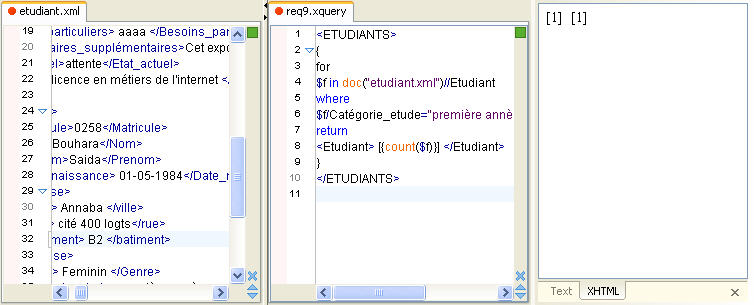 etudiant.xml
19 particuliers> aaaa </Besoins_par
20 aires_supplémentaires>Cet expo
21 el>attente</Etat_actuel>
22 licence en métiers de l'internet </
23
24 >
25 ule>0258</Matricule>
26 Bouhara</Nom>
27 m>Saida</Prenom>
28 naissance> 01-05-1984</Date_n
29 se>
30 > Annaba </ville>
31 > cité 400 logts</rue>
32 ment> B2 </batiment>
33 se>
34 > Feminin </Genre>
req9.xquery
1 <ETUDIANTS>
2 {
3 for
4 $f in doc("etudiant.xml")//Etudiant
5 where
6 $f/Catégorie_etude="première annè
7 return
8 <Etudiant> [{count($f)}] </Etudiant>
9 }
10 </ETUDIANTS>
11
[1] [1]
Text XHTML